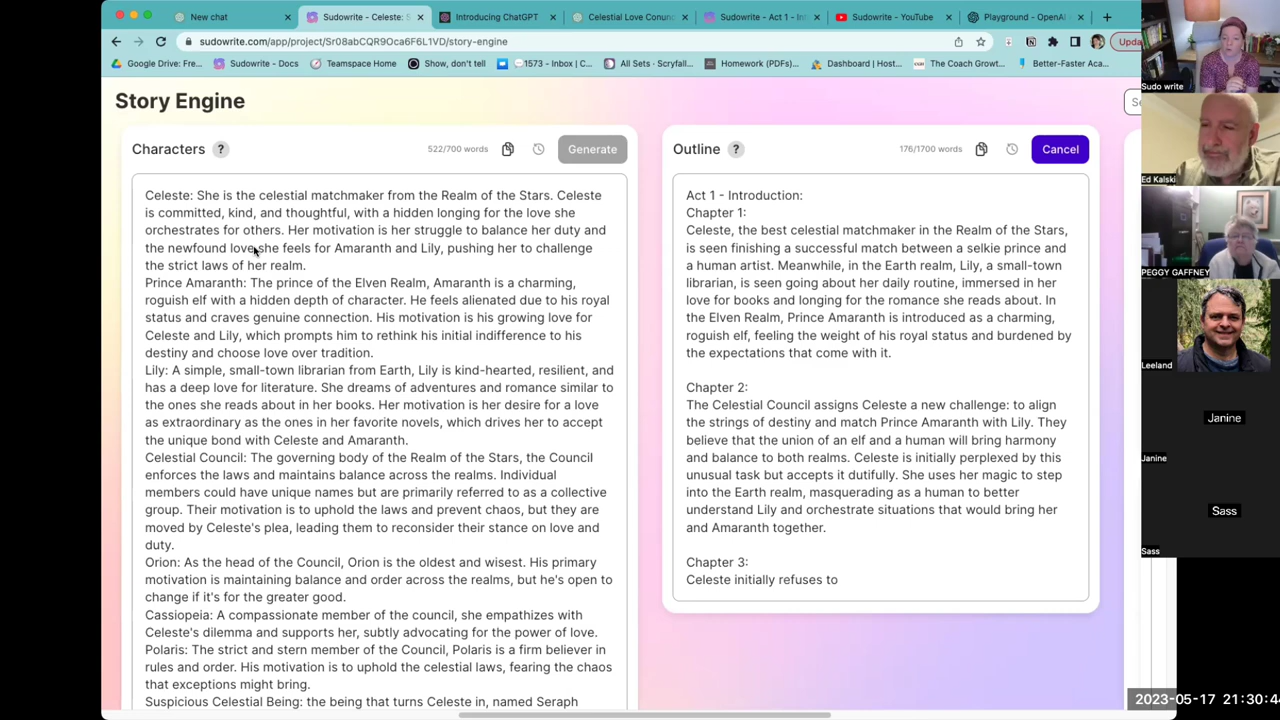 New chat
Sudowrite - Celeste: S
Introducing ChatGPT
Celestial Love Conun
Sudowrite - Act 1 - In
Sudowrite - YouTube
Playground - OpenAI
sudowrite.com/app/project/Sr08abCQR9Oca6F6L1VD/story-engine
Upda
Google Drive: Fre...
Sudowrite - Docs
Teamspace Home
Show, don't tell
-1573 - Inbox | C...
All Sets · Scryfall...
Homework (PDFs)...
Dashboard | Host...
The Coach Growt...
Better-Faster Aca...
Story Engine
Se
Characters ?
522/700 words
Generate
Celeste: She is the celestial matchmaker from the Realm of the Stars. Celeste
is committed, kind, and thoughtful, with a hidden longing for the love she
orchestrates for others. Her motivation is her struggle to balance her duty and
the newfound love she feels for Amaranth and Lily, pushing her to challenge
the strict laws of her realm.
Prince Amaranth: The prince of the Elven Realm, Amaranth is a charming,
roguish elf with a hidden depth of character. He feels alienated due to his royal
status and craves genuine connection. His motivation is his growing love for
Celeste and Lily, which prompts him to rethink his initial indifference to his
destiny and choose love over tradition.
Lily: A simple, small-town librarian from Earth, Lily is kind-hearted, resilient, and
has a deep love for literature. She dreams of adventures and romance similar to
the ones she reads about in her books. Her motivation is her desire for a love
as extraordinary as the ones in her favorite novels, which drives her to accept
the unique bond with Celeste and Amaranth.
Celestial Council: The governing body of the Realm of the Stars, the Council
enforces the laws and maintains balance across the realms. Individual
members could have unique names but are primarily referred to as a collective
group. Their motivation is to uphold the laws and prevent chaos, but they are
moved by Celeste's plea, leading them to reconsider their stance on love and
duty.
Orion: As the head of the Council, Orion is the oldest and wisest. His primary
motivation is maintaining balance and order across the realms, but he's open to
change if it's for the greater good.
Cassiopeia: A compassionate member of the council, she empathizes with
Celeste's dilemma and supports her, subtly advocating for the power of love.
Polaris: The strict and stern member of the Council, Polaris is a firm believer in
rules and order. His motivation is to uphold the celestial laws, fearing the chaos
that exceptions might bring.
Suspicious Celestial Being: the being that turns Celeste in, named Seraph
Outline ?
176/1700 words
Cancel
Act 1 - Introduction:
Chapter 1:
Celeste, the best celestial matchmaker in the Realm of the Stars,
is seen finishing a successful match between a selkie prince and
a human artist. Meanwhile, in the Earth realm, Lily, a small-town
librarian, is seen going about her daily routine, immersed in her
love for books and longing for the romance she reads about. In
the Elven Realm, Prince Amaranth is introduced as a charming,
roguish elf, feeling the weight of his royal status and burdened by
the expectations that come with it.
Chapter 2:
The Celestial Council assigns Celeste a new challenge: to align
the strings of destiny and match Prince Amaranth with Lily. They
believe that the union of an elf and a human will bring harmony
and balance to both realms. Celeste is initially perplexed by this
unusual task but accepts it dutifully. She uses her magic to step
into the Earth realm, masquerading as a human to better
understand Lily and orchestrate situations that would bring her
and Amaranth together.
Chapter 3:
Celeste initially refuses to
Sudo write
Ed Kalski
PEGGY GAFFNEY
Leeland
Janine
Janine
Sass
Sass
2023-05-17 21:30:4